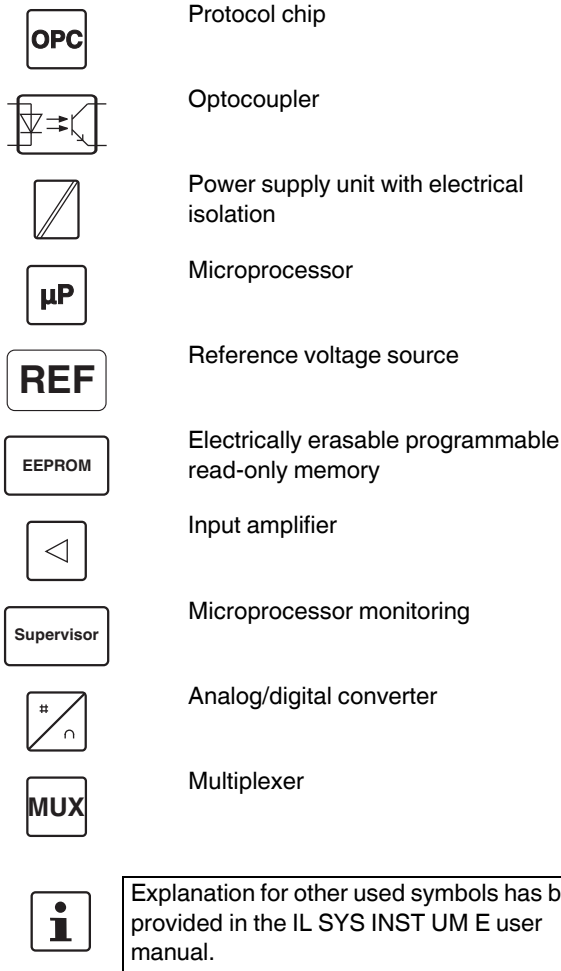 OPC Protocol chip
Optocoupler
Power supply unit with electrical
isolation
µP Microprocessor
REF Reference voltage source
EEPROM Electrically erasable programmable
read-only memory
Input amplifier
Supervisor Microprocessor monitoring
# ∩ Analog/digital converter
MUX Multiplexer
i Explanation for other used symbols has b
provided in the IL SYS INST UM E user
manual.